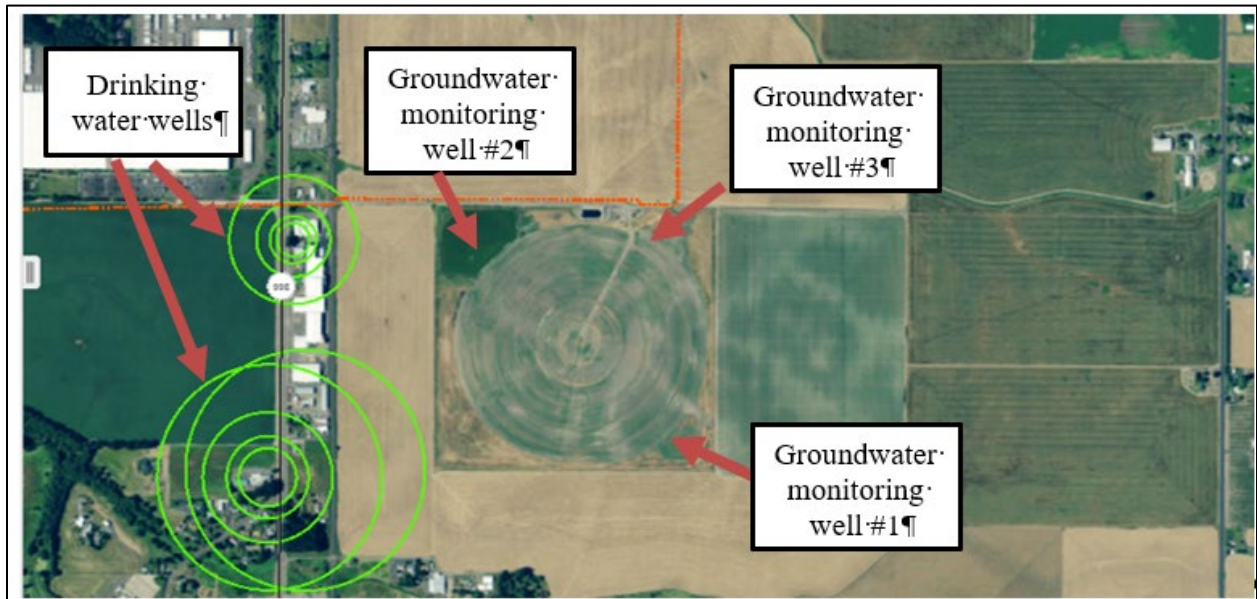 Drinking·
water·wells¶
Groundwater·
monitoring·
well·#2¶
Groundwater·
monitoring·
well·#3¶
Groundwater·
monitoring·
well·#1¶